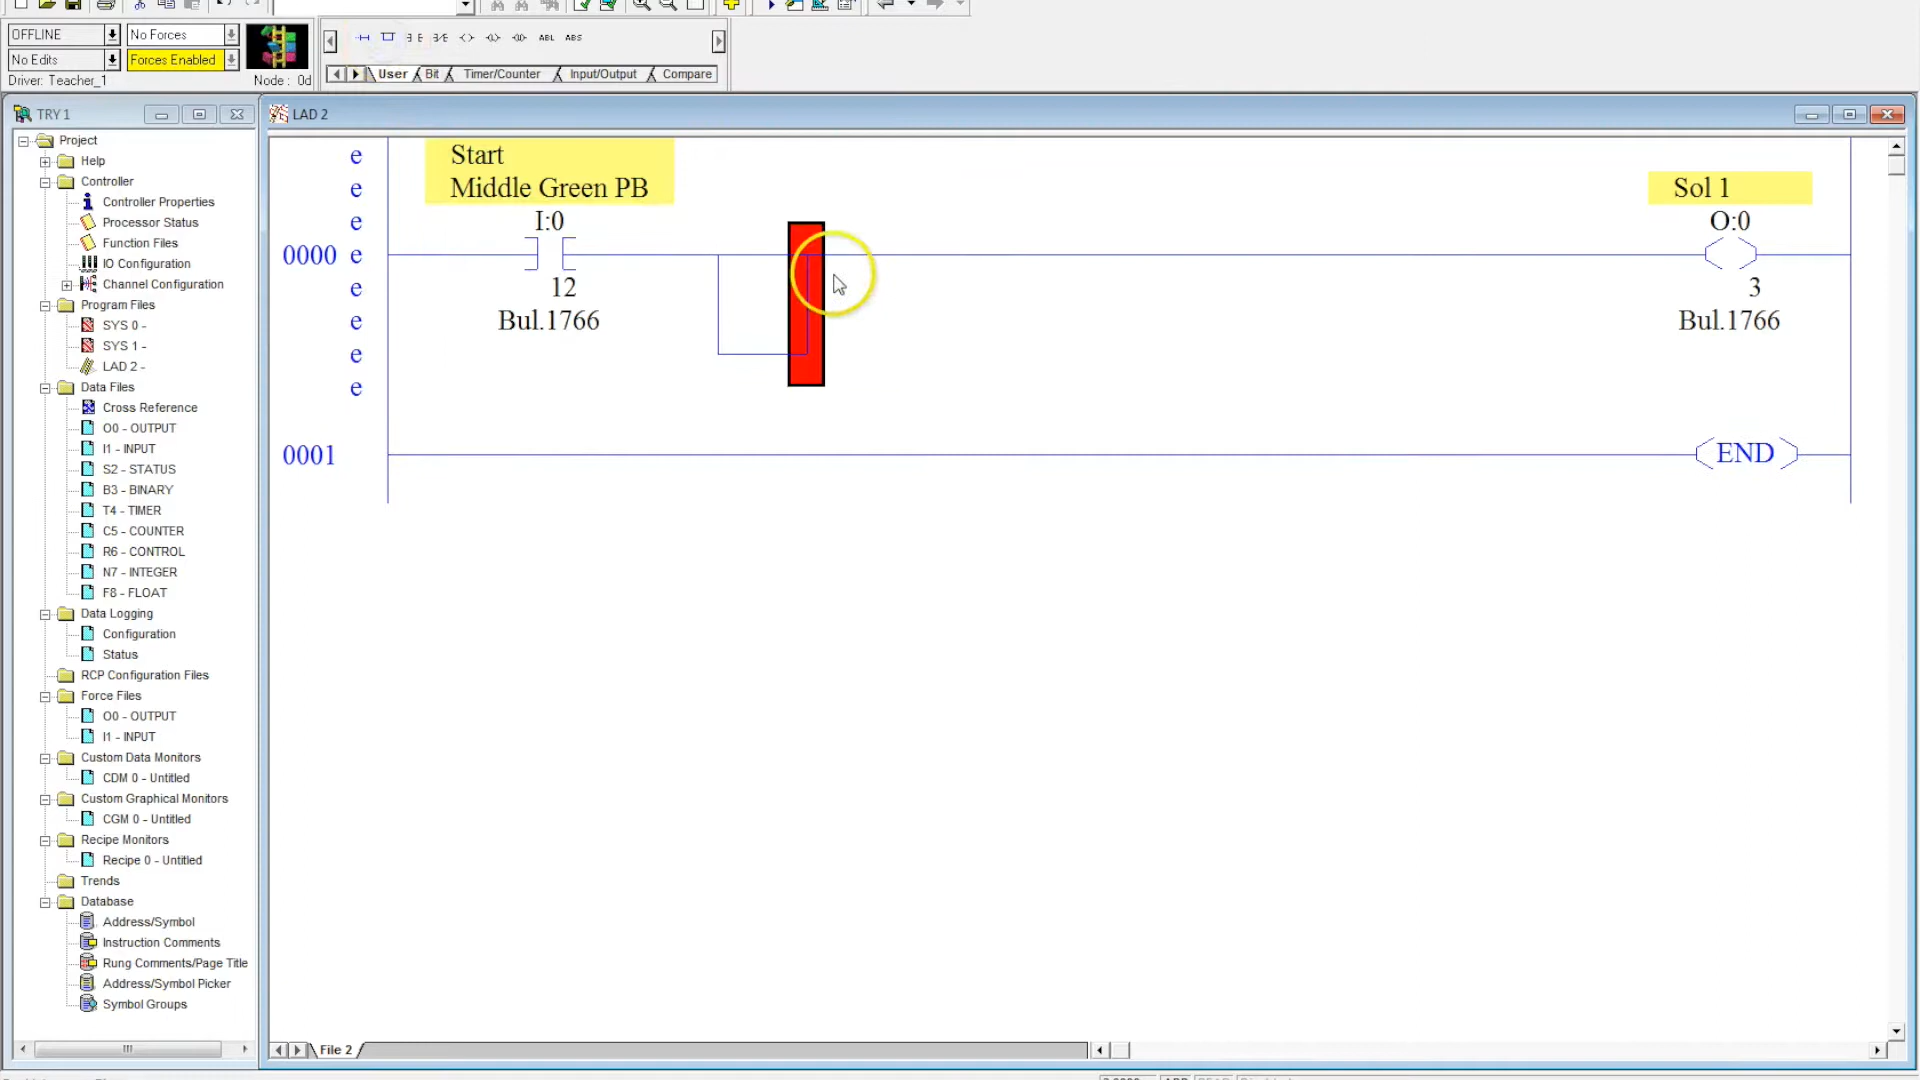 OFFLINE
No Forces
No Edits
Forces Enabled
Driver: Teacher_1
Node : 0d
ABL
ABS
User
Bit
Timer/Counter
Input/Output
Compare
TRY 1
Project
Help
Controller
Controller Properties
Processor Status
Function Files
IO Configuration
Channel Configuration
Program Files
SYS 0 -
SYS 1 -
LAD 2 -
Data Files
Cross Reference
O0 - OUTPUT
I1 - INPUT
S2 - STATUS
B3 - BINARY
T4 - TIMER
C5 - COUNTER
R6 - CONTROL
N7 - INTEGER
F8 - FLOAT
Data Logging
Configuration
Status
RCP Configuration Files
Force Files
O0 - OUTPUT
I1 - INPUT
Custom Data Monitors
CDM 0 - Untitled
Custom Graphical Monitors
CGM 0 - Untitled
Recipe Monitors
Recipe 0 - Untitled
Trends
Database
Address/Symbol
Instruction Comments
Rung Comments/Page Title
Address/Symbol Picker
Symbol Groups
LAD 2
e
e
e
e
e
e
e
e
0000
Start
Middle Green PB
I:0
12
Bul.1766
Sol 1
O:0
3
Bul.1766
0001
END
File 2